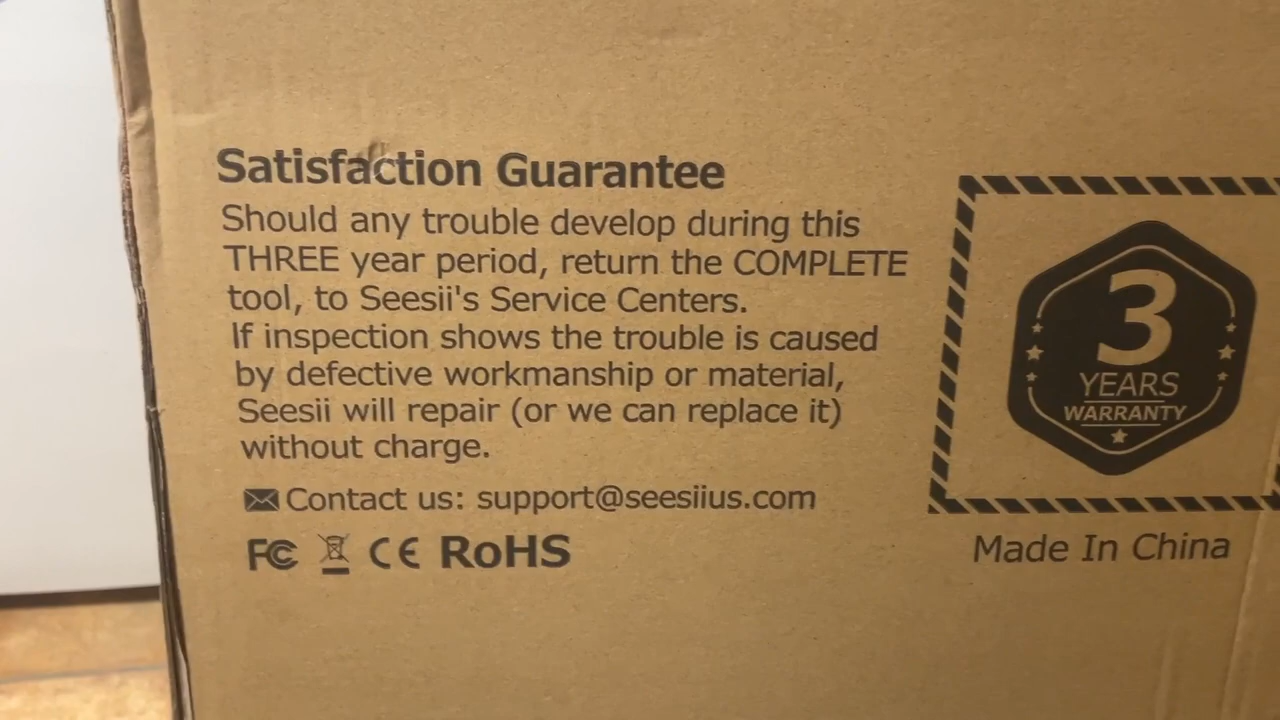 Satisfaction Guarantee
Should any trouble develop during this
THREE year period, return the COMPLETE
tool, to Seesii's Service Centers.
If inspection shows the trouble is caused
by defective workmanship or material,
Seesii will repair (or we can replace it)
without charge.
Contact us: support@seesiius.com
FC CE RoHS
3
YEARS
WARRANTY
Made In China